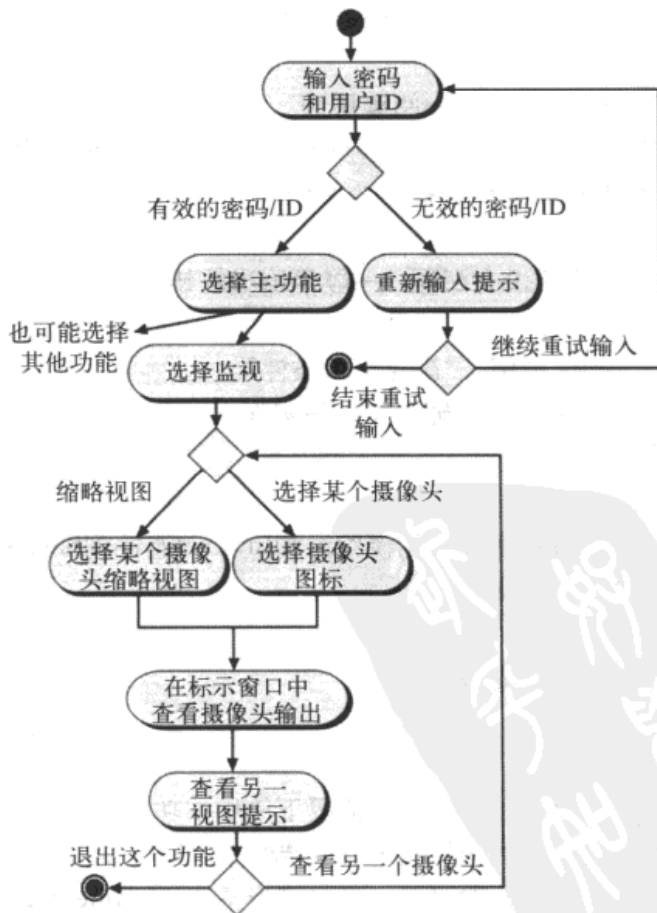 输入密码
和用户ID
有效的密码/ID
无效的密码/ID
选择主功能
重新输入提示
也可能选择
其他功能
选择监视
继续重试输入
结束重试
输入
缩略视图
选择某个摄像头
选择某个摄像
头缩略视图
选择摄像头
图标
在标示窗口中
查看摄像头输出
查看另一
视图提示
退出这个功能
查看另一个摄像头